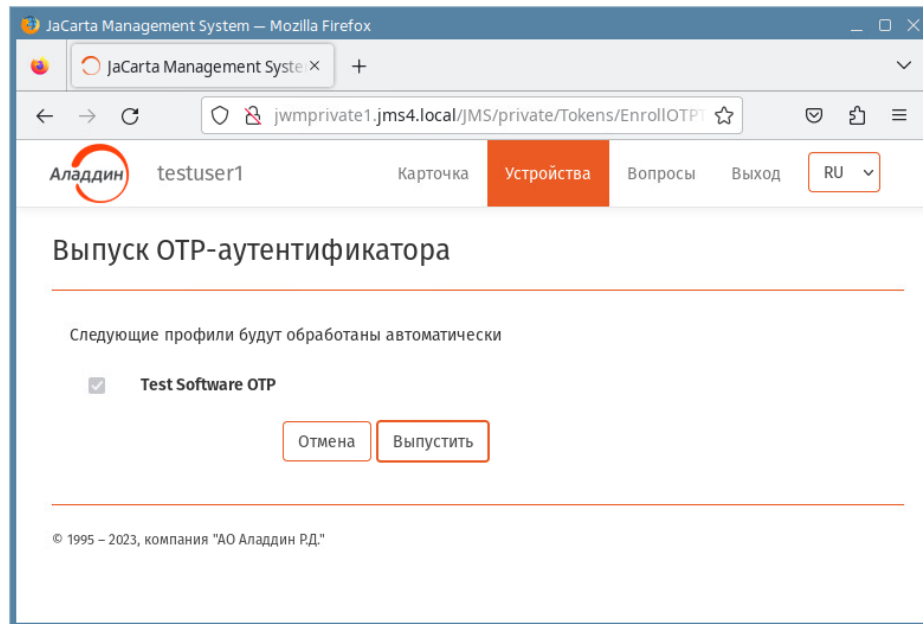 JaCarta Management System — Mozilla Firefox
JaCarta Management Syste
jwmprivate1.jms4.local/JMS/private/Tokens/EnrollOTPT
Аладдин testuser1 Карточка Устройства Вопросы Выход RU
Выпуск OTP-аутентификатора
Следующие профили будут обработаны автоматически
Test Software OTP
Отмена Выпустить
© 1995 – 2023, компания "АО Аладдин Р.Д."